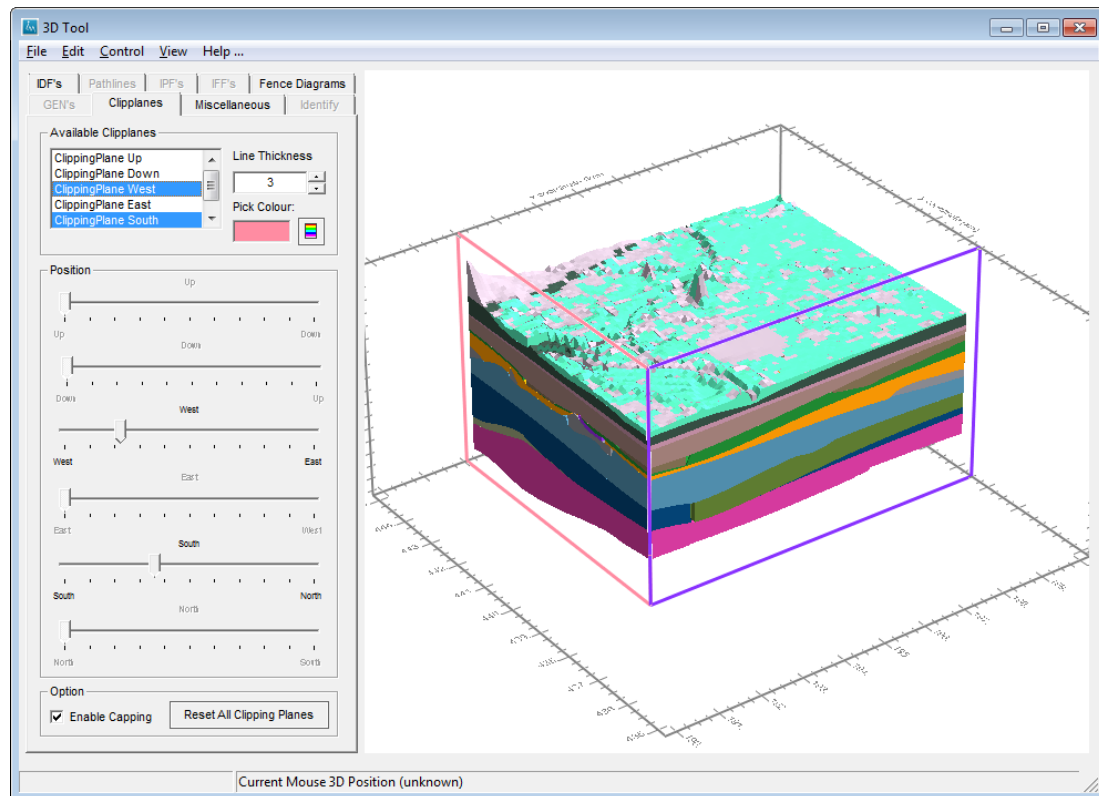 3D Tool
File Edit Control View Help ...
IDF's Pathlines IPF's IFF's Fence Diagrams
GEN's Clipplanes Miscellaneous Identify
Available Clipplanes
ClippingPlane Up
ClippingPlane Down
ClippingPlane West
ClippingPlane East
ClippingPlane South
Line Thickness
3
Pick Colour:
Position
Up
Up Down
Down
Down Up
West
West East
East
East West
South
South North
North
North South
Option
Enable Capping
Reset All Clipping Planes
Current Mouse 3D Position (unknown)